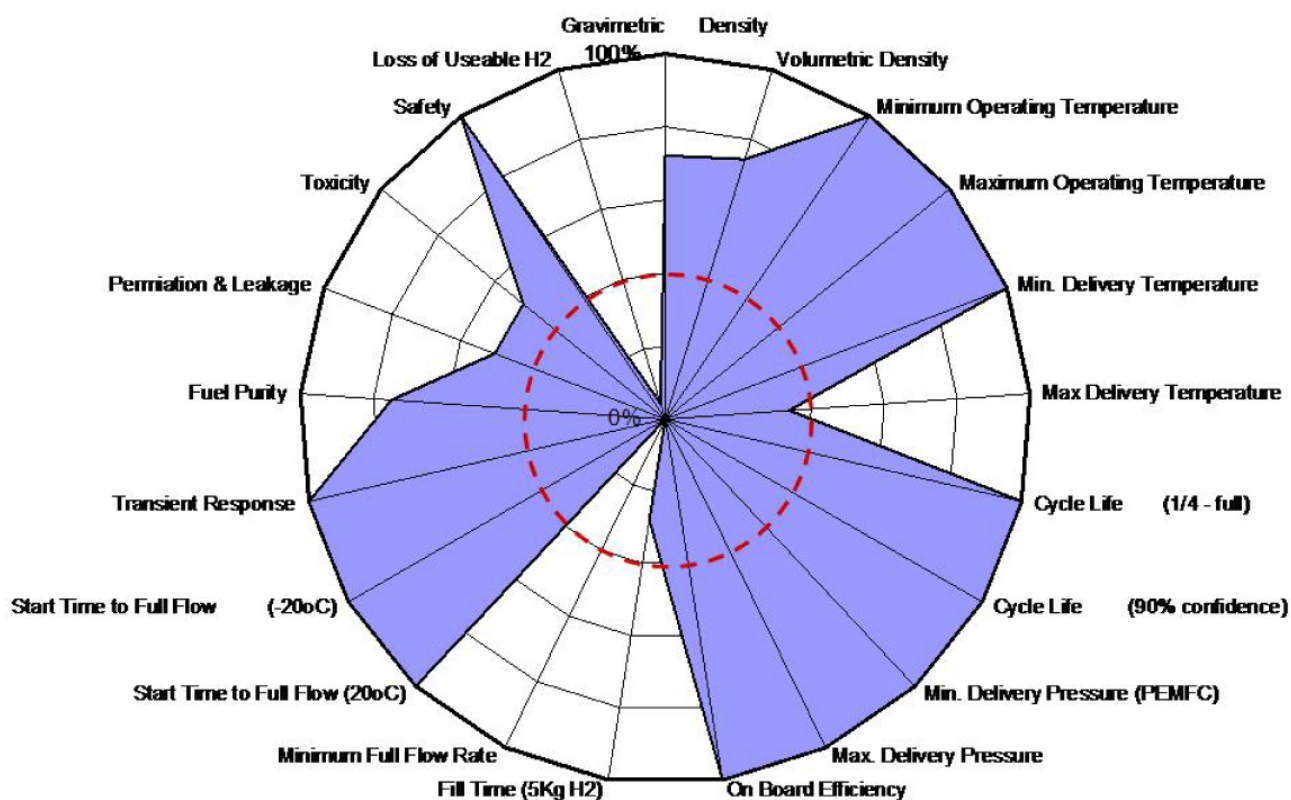 Gravimetric Density
100%
Loss of Useable H2
Volumetric Density
Safety
Minimum Operating Temperature
Toxicity
Maximum Operating Temperature
Permiation & Leakage
Min. Delivery Temperature
Fuel Purity
Max Delivery Temperature
0%
Transient Response
Cycle Life (1/4 - full)
Start Time to Full Flow (-20oC)
Cycle Life (90% confidence)
Start Time to Full Flow (20oC)
Min. Delivery Pressure (PEMFC)
Minimum Full Flow Rate
Max. Delivery Pressure
Fill Time (5Kg H2)
On Board Efficiency